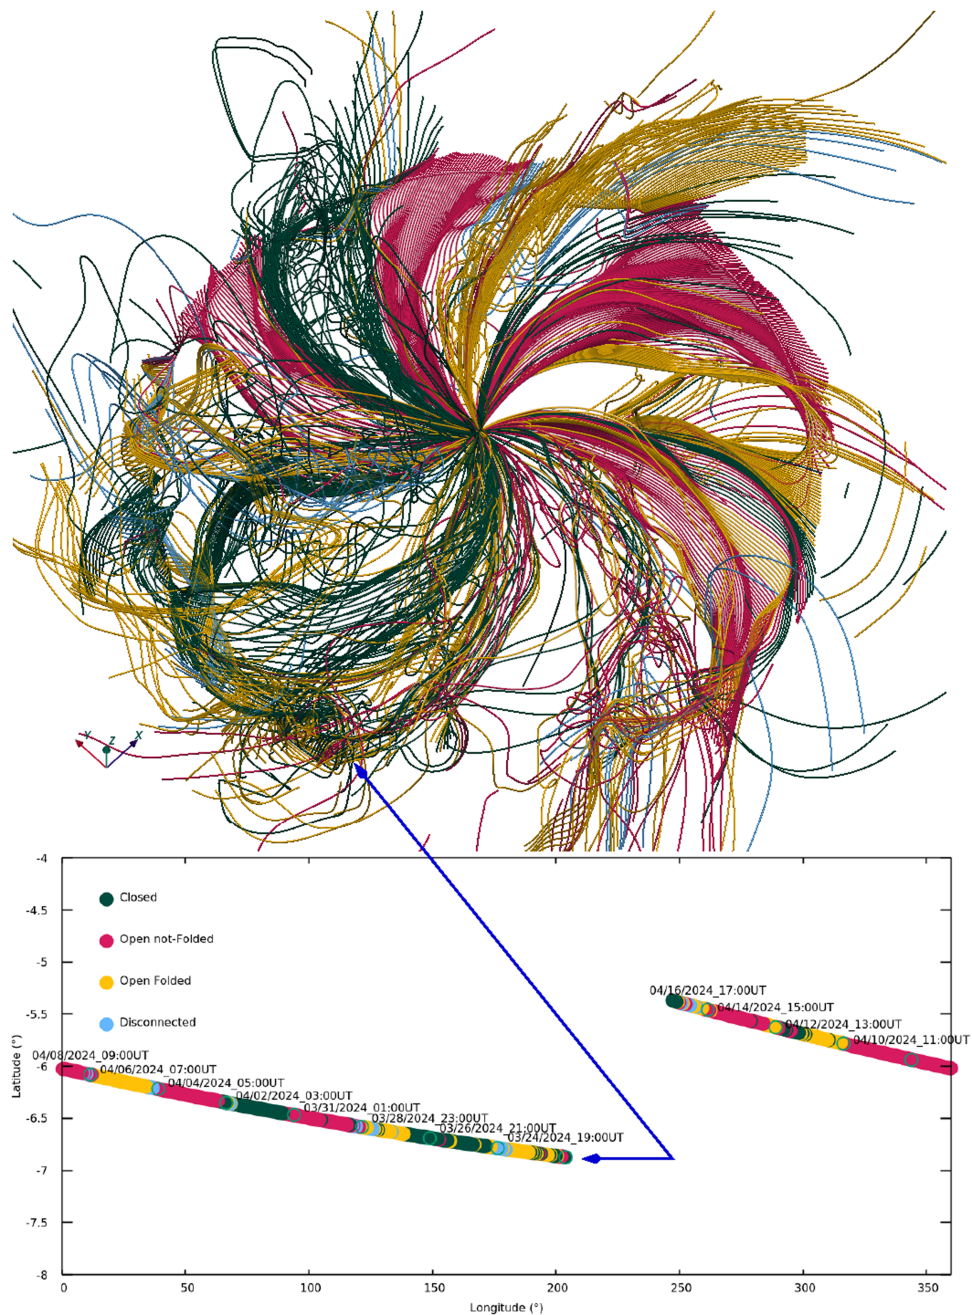 Y Z X
-4
-4.5
-5
-5.5
-6
-6.5
-7
-7.5
-8
Latitude (°)
Closed
Open not-Folded
Open Folded
Disconnected
04/16/2024_17:00UT
04/14/2024_15:00UT
04/12/2024_13:00UT
04/10/2024_11:00UT
04/08/2024_09:00UT
04/06/2024_07:00UT
04/04/2024_05:00UT
04/02/2024_03:00UT
03/31/2024_01:00UT
03/28/2024_23:00UT
03/26/2024_21:00UT
03/24/2024_19:00UT
0 50 100 150 200 250 300 350
Longitude (°)